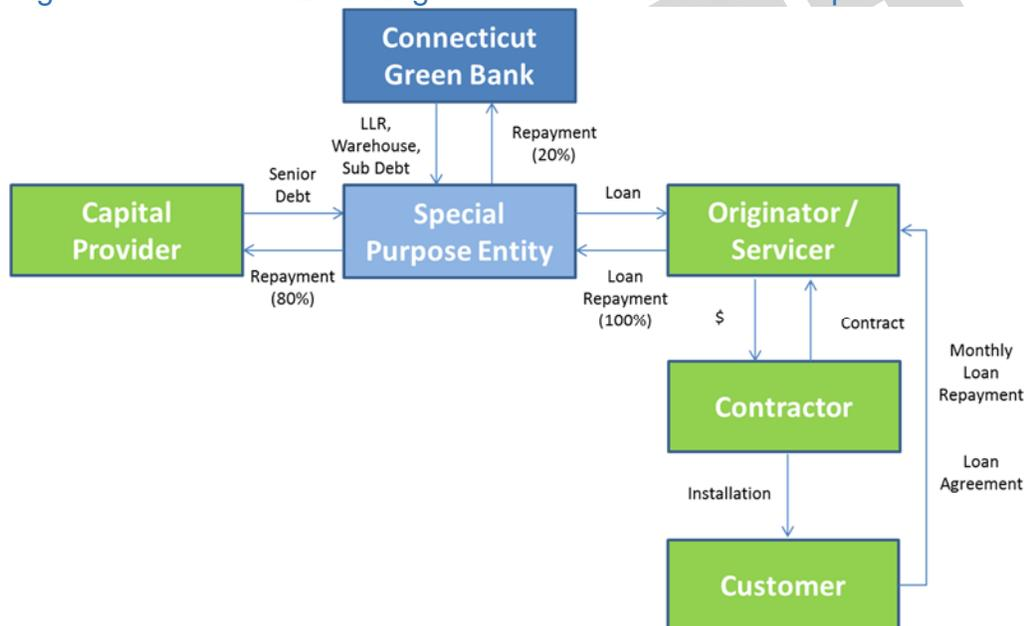 Connecticut
Green Bank
LLR,
Warehouse,
Sub Debt
Repayment
(20%)
Senior
Debt
Capital
Provider
Special
Purpose Entity
Loan
Originator /
Servicer
Repayment
(80%)
Loan
Repayment
(100%)
$
Contract
Monthly
Loan
Repayment
Contractor
Loan
Agreement
Installation
Customer